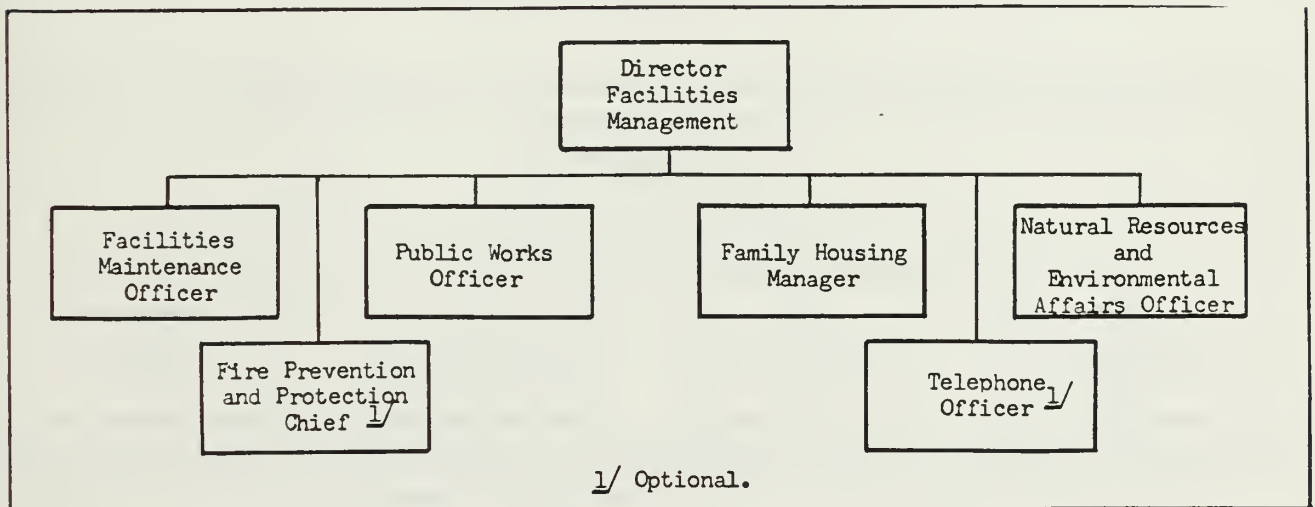 Director
Facilities
Management
Facilities
Maintenance
Officer
Public Works
Officer
Family Housing
Manager
Natural Resources
and
Environmental
Affairs Officer
Fire Prevention
and Protection
Chief 1/
Telephone
Officer 1/
1/ Optional.